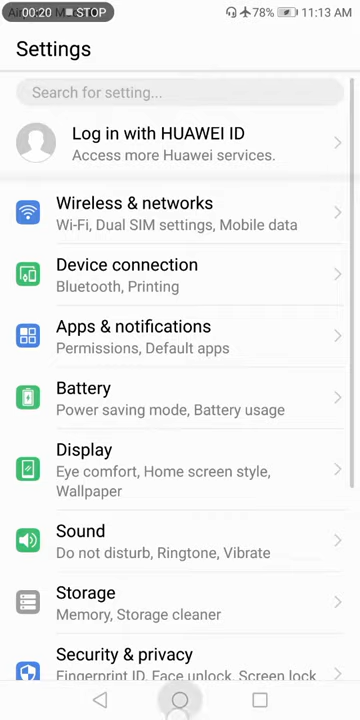 00:20 STOP
78% 11:13 AM
Settings
Search for setting...
Log in with HUAWEI ID
Access more Huawei services.
Wireless & networks
Wi-Fi, Dual SIM settings, Mobile data
Device connection
Bluetooth, Printing
Apps & notifications
Permissions, Default apps
Battery
Power saving mode, Battery usage
Display
Eye comfort, Home screen style,
Wallpaper
Sound
Do not disturb, Ringtone, Vibrate
Storage
Memory, Storage cleaner
Security & privacy
Fingerprint ID, Face unlock, Screen lock